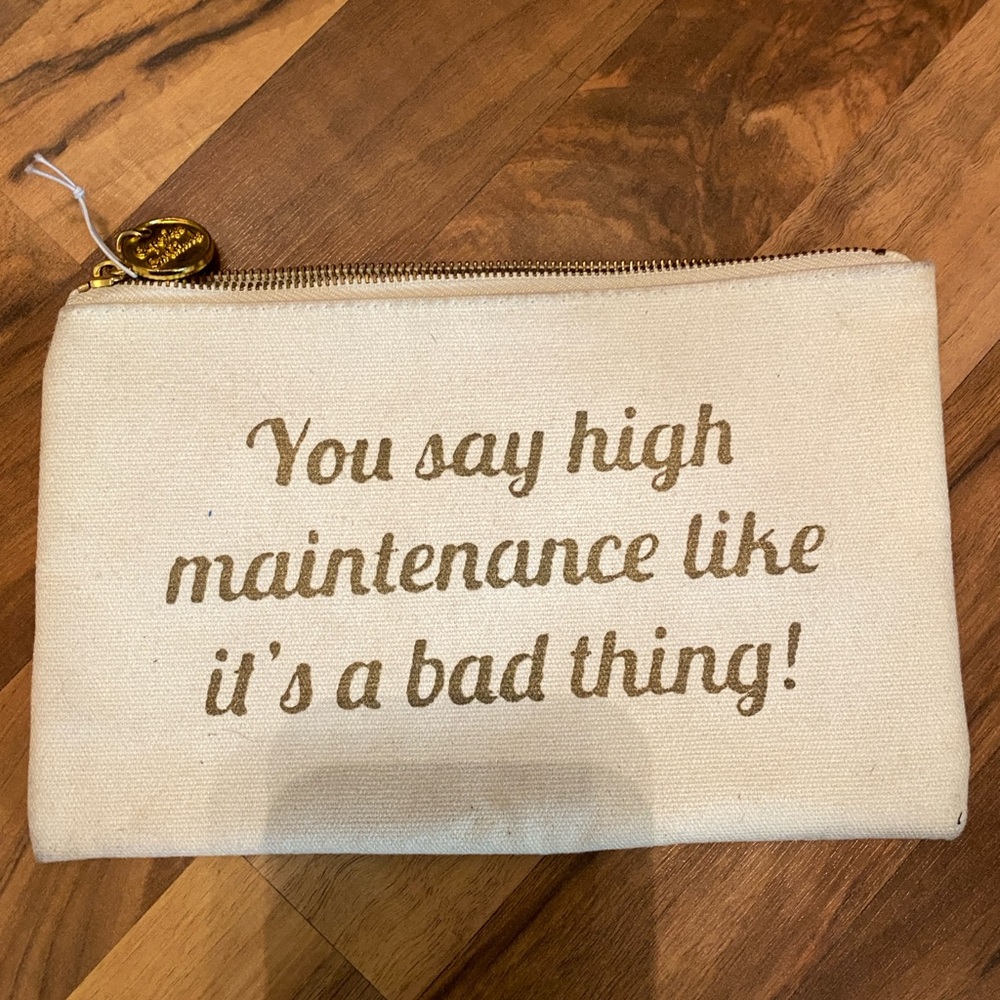 You say high
maintenance like
it's a bad thing!